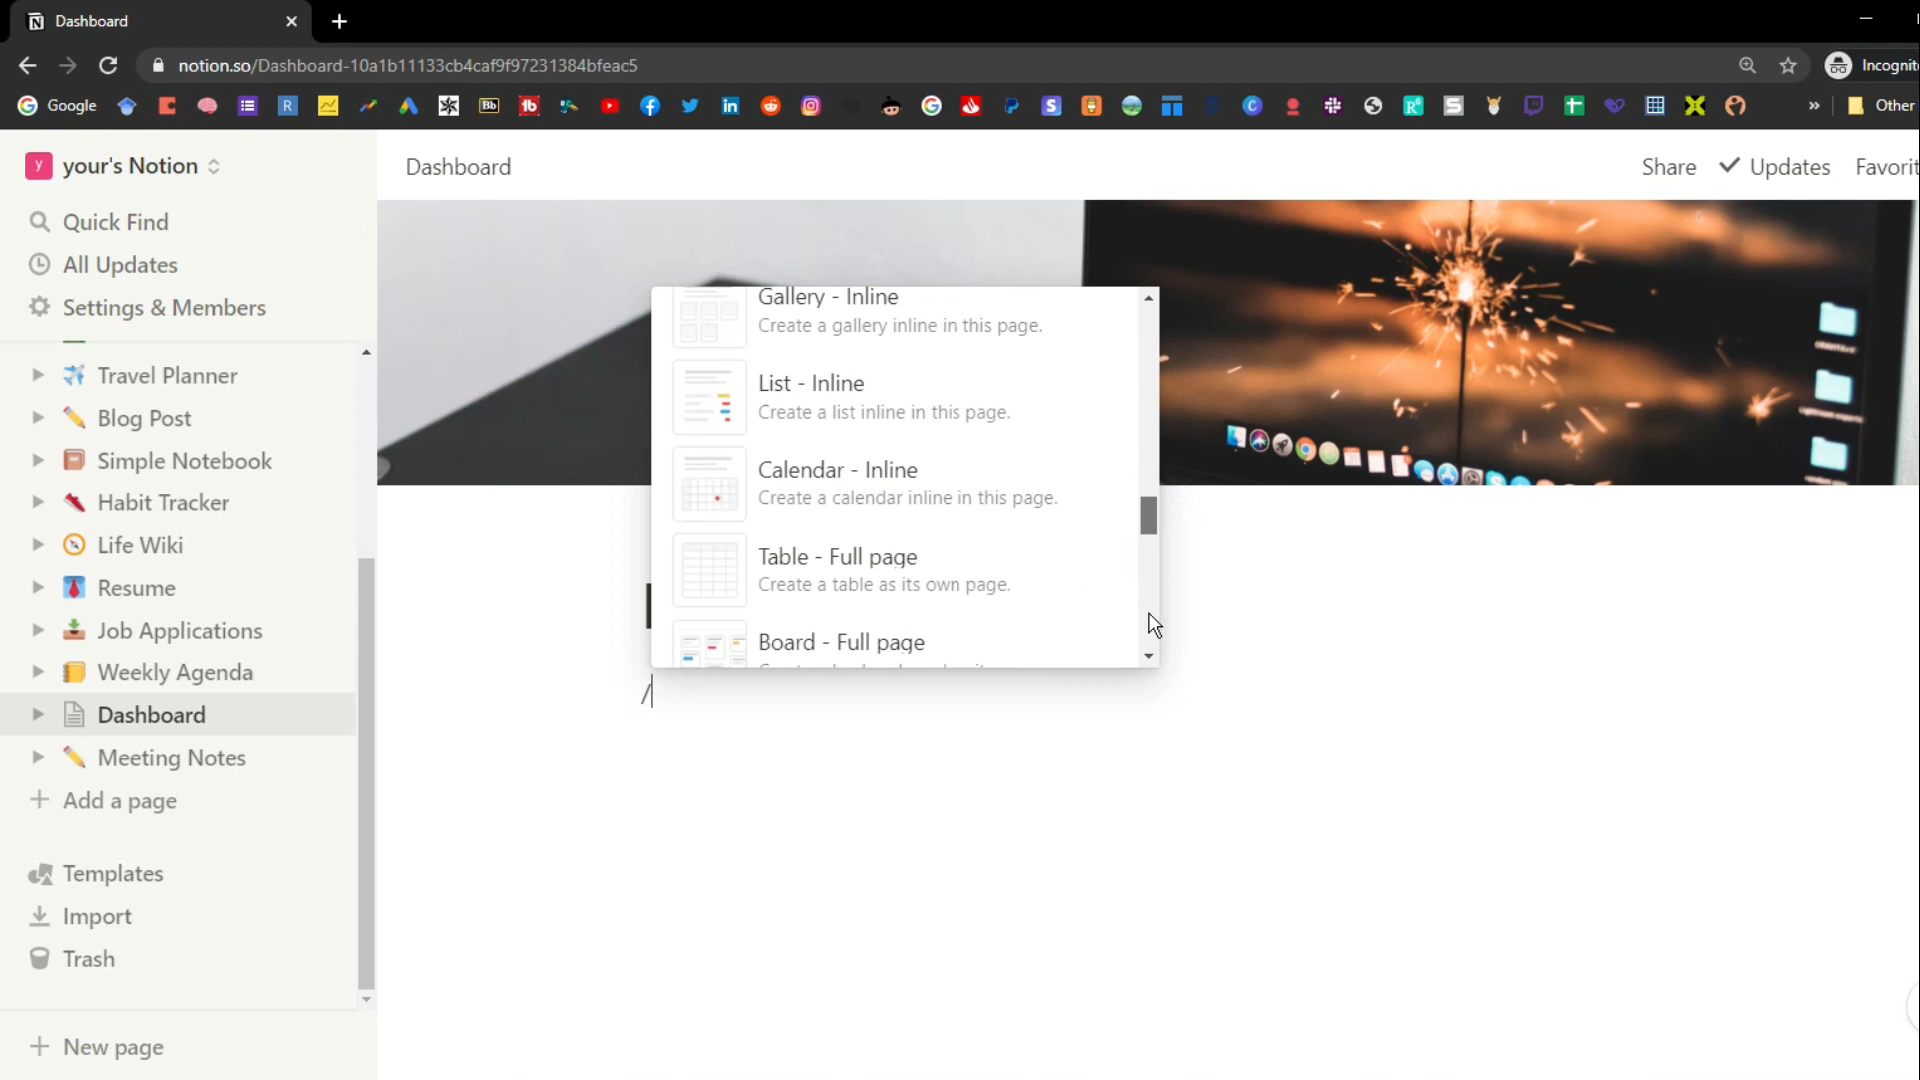 Dashboard
notion.so/Dashboard-10a1b11133cb4caf9f97231384bfeac5
Incognit
Google
Bb
Other
y your's Notion
Quick Find
All Updates
Settings & Members
Travel Planner
Blog Post
Simple Notebook
Habit Tracker
Life Wiki
Resume
Job Applications
Weekly Agenda
Dashboard
Meeting Notes
Add a page
Templates
Import
Trash
New page
Dashboard
Share
Updates
Favorit
Gallery - Inline
Create a gallery inline in this page.
List - Inline
Create a list inline in this page.
Calendar - Inline
Create a calendar inline in this page.
Table - Full page
Create a table as its own page.
Board - Full page
/